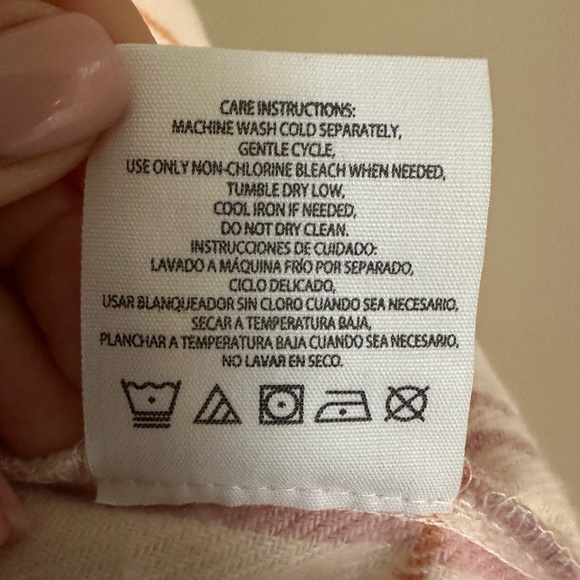 CARE INSTRUCTIONS:
MACHINE WASH COLD SEPARATELY,
GENTLE CYCLE,
USE ONLY NON-CHLORINE BLEACH WHEN NEEDED,
TUMBLE DRY LOW,
COOL IRON IF NEEDED,
DO NOT DRY CLEAN.
INSTRUCCIONES DE CUIDADO:
LAVADO A MÁQUINA FRÍO POR SEPARADO,
CICLO DELICADO,
USAR BLANQUEADOR SIN CLORO CUANDO SEA NECESARIO,
SECAR A TEMPERATURA BAJA,
PLANCHAR A TEMPERATURA BAJA CUANDO SEA NECESARIO,
NO LAVAR EN SECO.